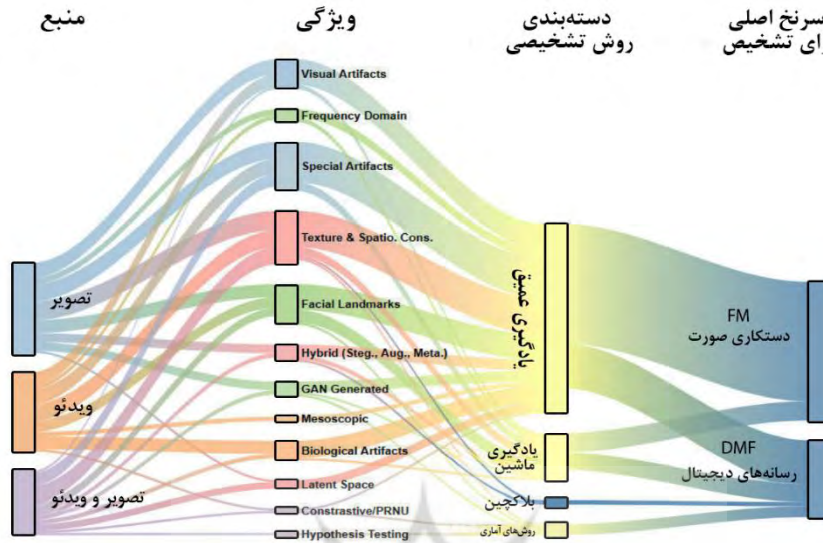 منبع
ویژگی
دسته‌بندی
روش تشخیصی
سرنخ اصلی
رای تشخیص
Visual Artifacts
Frequency Domain
Special Artifacts
Texture & Spatio. Cons.
Facial Landmarks
Hybrid (Steg., Aug., Meta.)
GAN Generated
Mesoscopic
Biological Artifacts
Latent Space
Constrastive/PRNU
Hypothesis Testing
تصویر
ویدئو
تصویر و ویدئو
یادگیری عمیق
یادگیری
ماشین
بلاکچین
روش‌های آماری
FM
دستکاری صورت
DMF
رسانه‌های دیجیتال